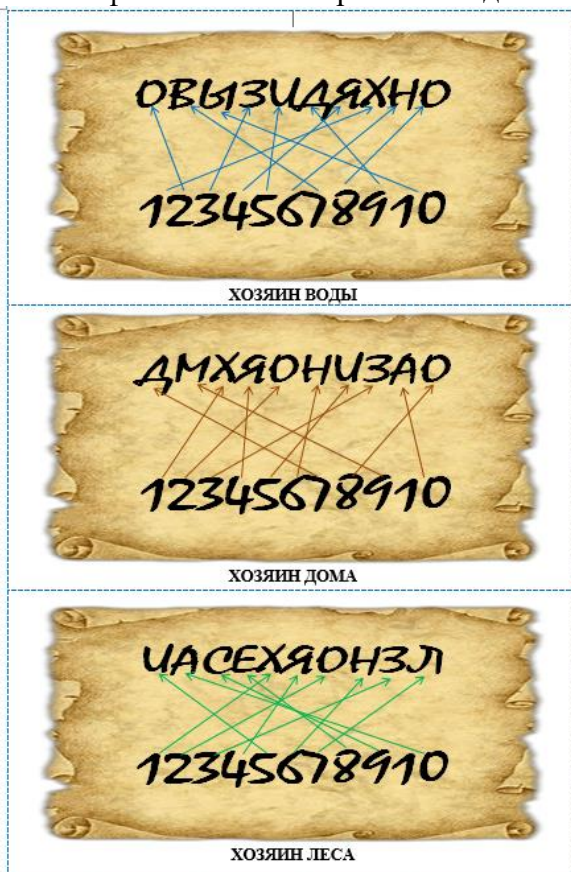 ОВЫЗИДЯХНО
12345678910
ХОЗЯИН ВОДЫ
ДМХЯОНИЗАО
12345678910
ХОЗЯИН ДОМА
ИАСЕХЯОНЗЛ
12345678910
ХОЗЯИН ЛЕСА